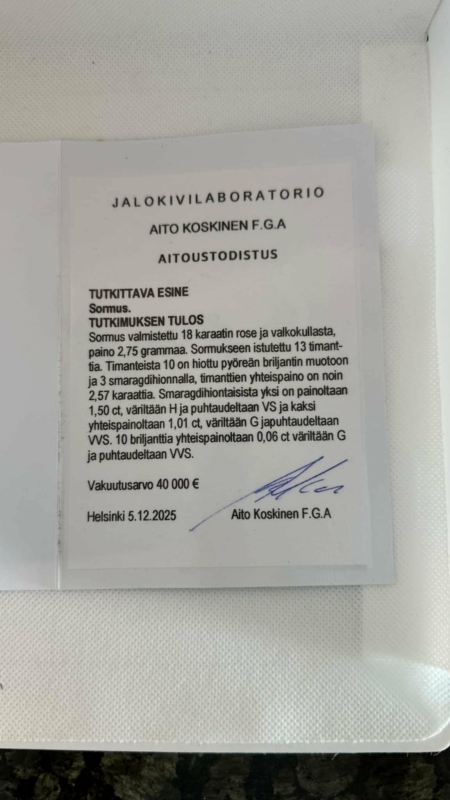 JALOKIVILABORATORIO
AITO KOSKINEN F.G.A
AITOUSTODISTUS
TUTKITTAVA ESINE
Sormus.
TUTKIMUKSEN TULOS
Sormus valmistettu 18 karaatin rose ja valkokullasta,
paino 2,75 grammaa. Sormukseen istutettu 13 timant-
tia. Timanteista 10 on hiottu pyöreän briljantin muotoon
ja 3 smaragdihionnalla, timanttien yhteispaino on noin
2,57 karaattia. Smaragdihiontaisista yksi on painoltaan
1,50 ct, väriltään H ja puhtaudeltaan VS ja kaksi
yhteispainoltaan 1,01 ct, väriltään G japuhtaudeltaan
VVS. 10 briljanttia yhteispainoltaan 0,06 ct väriltään G
ja puhtaudeltaan VVS.
Vakuutusarvo 40 000 €
Helsinki 5.12.2025 Aito Koskinen F.G.A